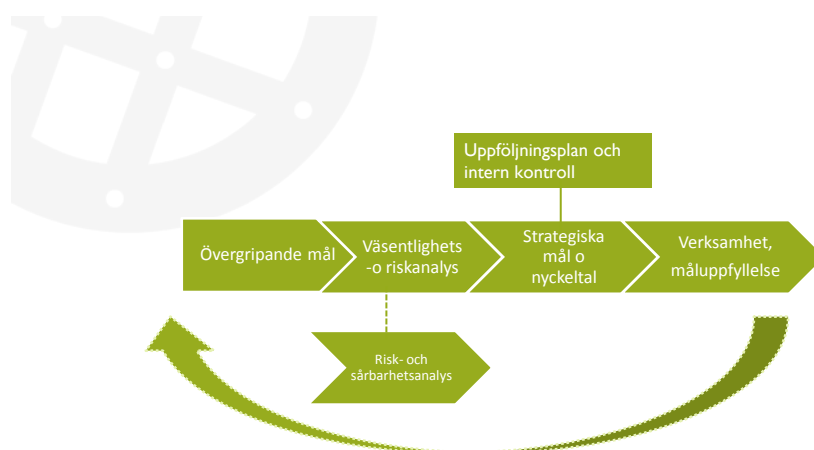 Uppföljningsplan och
intern kontroll
Övergripande mål
Väsentlighets
-o riskanalys
Strategiska
mål o
nyckeltal
Verksamhet,
måluppfyllelse
Risk- och
sårbarhetsanalys